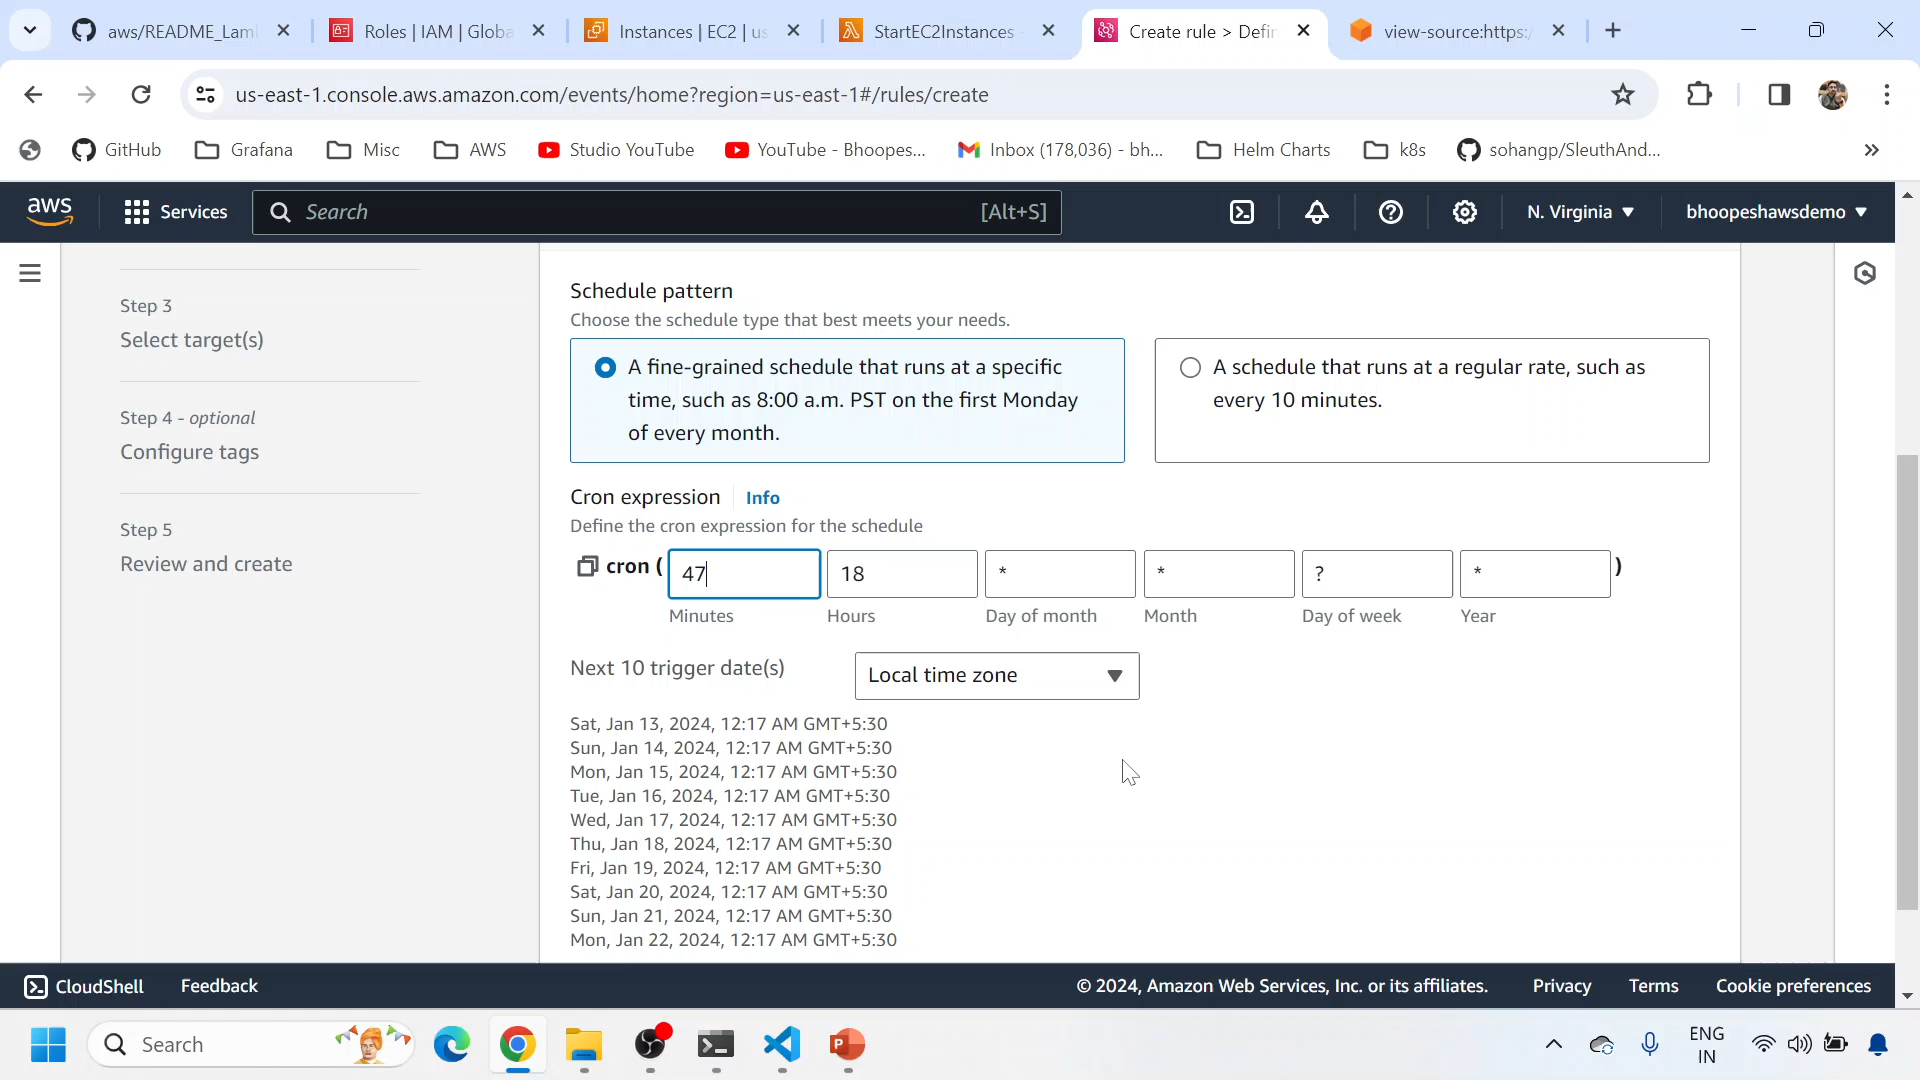 aws/README_Lam
Roles | IAM | Globa
Instances | EC2 | us
StartEC2Instances
Create rule > Defin
view-source:https:/
us-east-1.console.aws.amazon.com/events/home?region=us-east-1#/rules/create
GitHub
Grafana
Misc
AWS
Studio YouTube
YouTube - Bhoopes...
Inbox (178,036) - bh...
Helm Charts
k8s
sohangp/SleuthAnd...
»
aws
Services
Search
[Alt+S]
N. Virginia
bhoopeshawsdemo
Step 3
Select target(s)
Step 4 - optional
Configure tags
Step 5
Review and create
Schedule pattern
Choose the schedule type that best meets your needs.
A fine-grained schedule that runs at a specific
time, such as 8:00 a.m. PST on the first Monday
of every month.
A schedule that runs at a regular rate, such as
every 10 minutes.
Cron expression Info
Define the cron expression for the schedule
cron ( 47 18 * * ? * )
Minutes Hours Day of month Month Day of week Year
Next 10 trigger date(s)
Local time zone
Sat, Jan 13, 2024, 12:17 AM GMT+5:30
Sun, Jan 14, 2024, 12:17 AM GMT+5:30
Mon, Jan 15, 2024, 12:17 AM GMT+5:30
Tue, Jan 16, 2024, 12:17 AM GMT+5:30
Wed, Jan 17, 2024, 12:17 AM GMT+5:30
Thu, Jan 18, 2024, 12:17 AM GMT+5:30
Fri, Jan 19, 2024, 12:17 AM GMT+5:30
Sat, Jan 20, 2024, 12:17 AM GMT+5:30
Sun, Jan 21, 2024, 12:17 AM GMT+5:30
Mon, Jan 22, 2024, 12:17 AM GMT+5:30
CloudShell
Feedback
© 2024, Amazon Web Services, Inc. or its affiliates.
Privacy
Terms
Cookie preferences
Search
ENG
IN